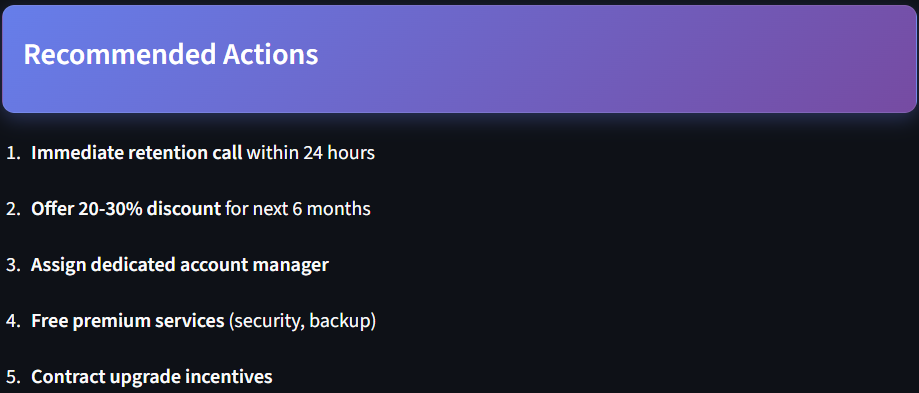 Recommended Actions
1. Immediate retention call within 24 hours
2. Offer 20-30% discount for next 6 months
3. Assign dedicated account manager
4. Free premium services (security, backup)
5. Contract upgrade incentives